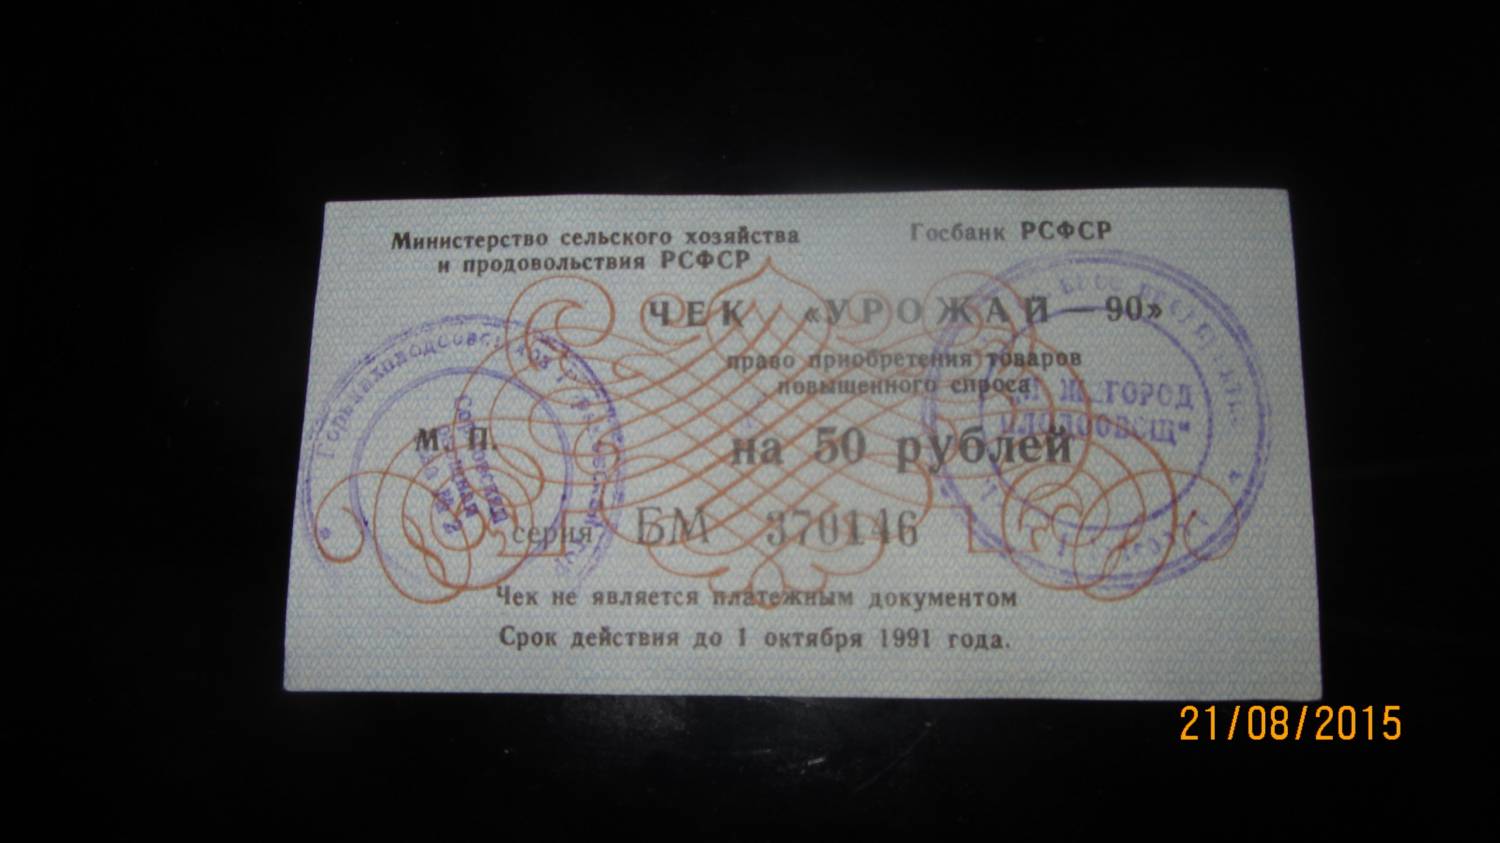 Министерство сельского хозяйства
и продовольствия РСФСР
Госбанк РСФСР
ЧЕК «УРОЖАЙ — 90»
право приобретения товаров
повышенного спроса
М. П.
на 50 рублей
серия БМ 370146
Чек не является платежным документом
Срок действия до 1 октября 1991 года.
ГОРОД
21/08/2015